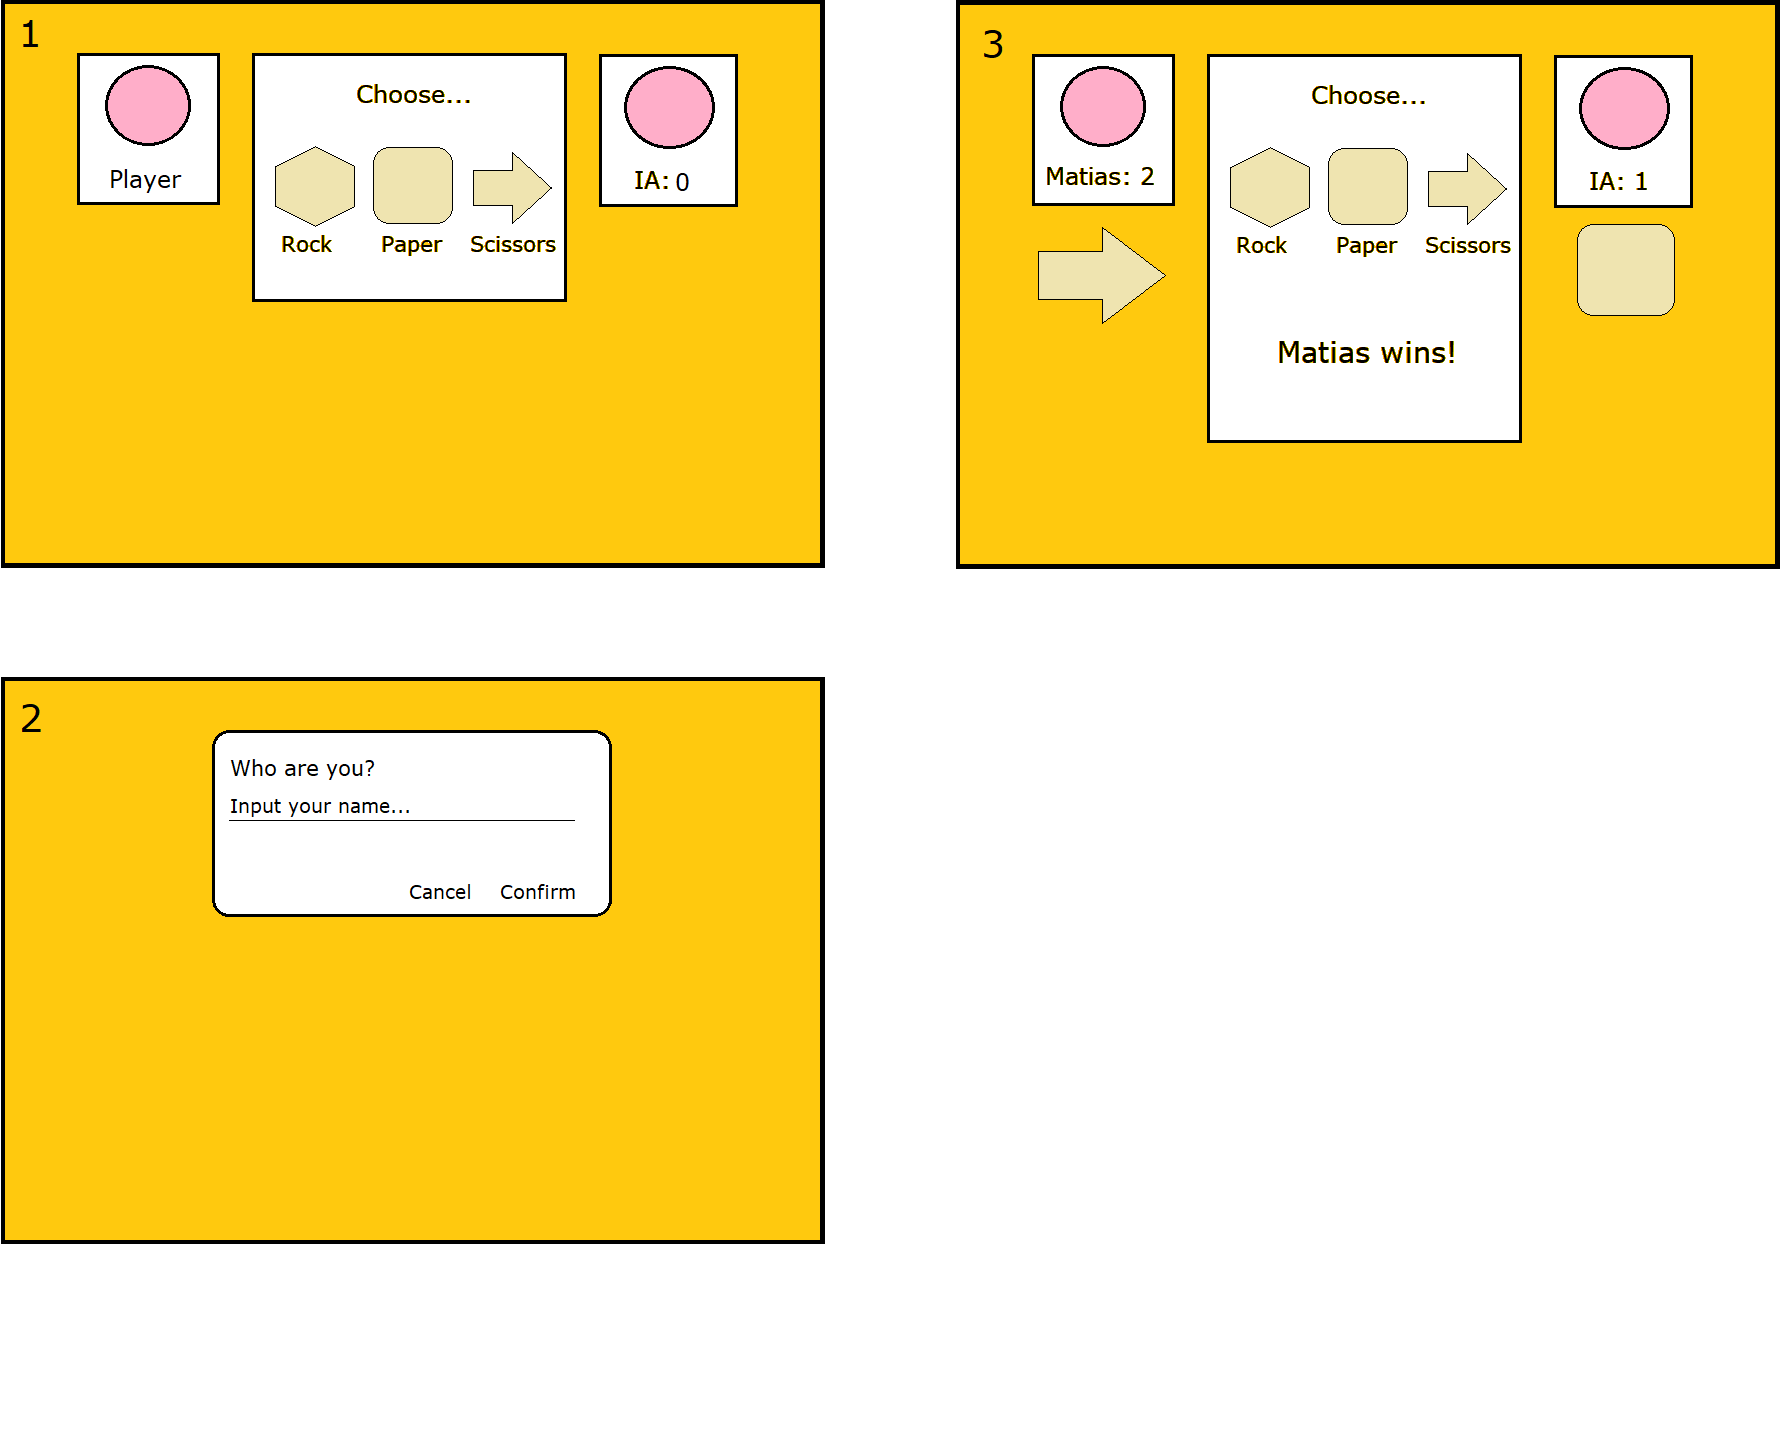 1
Choose...
Player
IA: 0
Rock Paper Scissors
2
Who are you?
Input your name...
Cancel Confirm
3
Choose...
Matias: 2
IA: 1
Rock Paper Scissors
Matias wins!